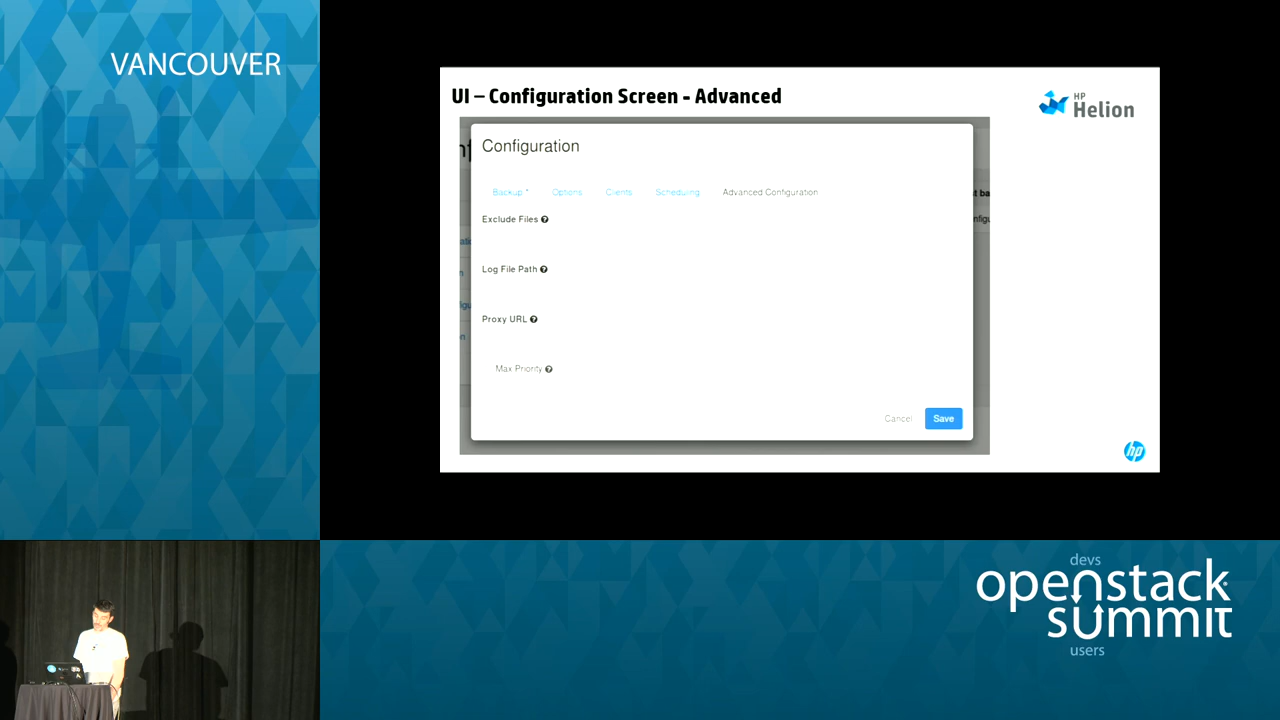 VANCOUVER
UI – Configuration Screen - Advanced
HP
Helion
Configuration
Backup * Options Clients Scheduling Advanced Configuration
Exclude Files
Log File Path
Proxy URL
Max Priority
Cancel Save
hp
devs
openstack
summit
users